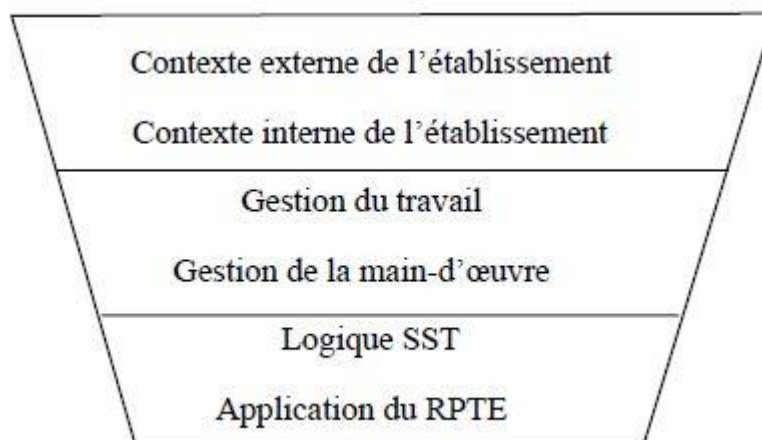 Contexte externe de l’établissement
Contexte interne de l’établissement
Gestion du travail
Gestion de la main-d’œuvre
Logique SST
Application du RPTE